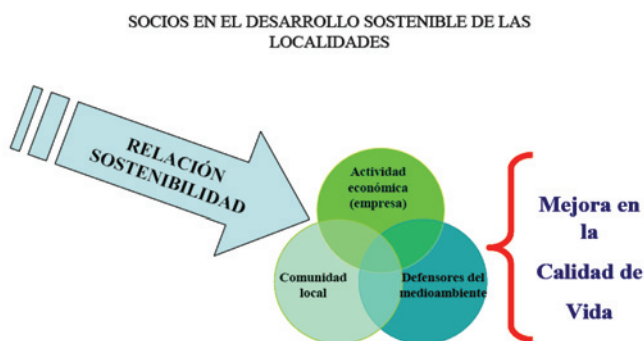 SOCIOS EN EL DESARROLLO SOSTENIBLE DE LAS
LOCALIDADES
RELACIÓN
SOSTENIBILIDAD
Actividad
económica
(empresa)
Comunidad
local
Defensores del
medioambiente
Mejora en
la
Calidad de
Vida